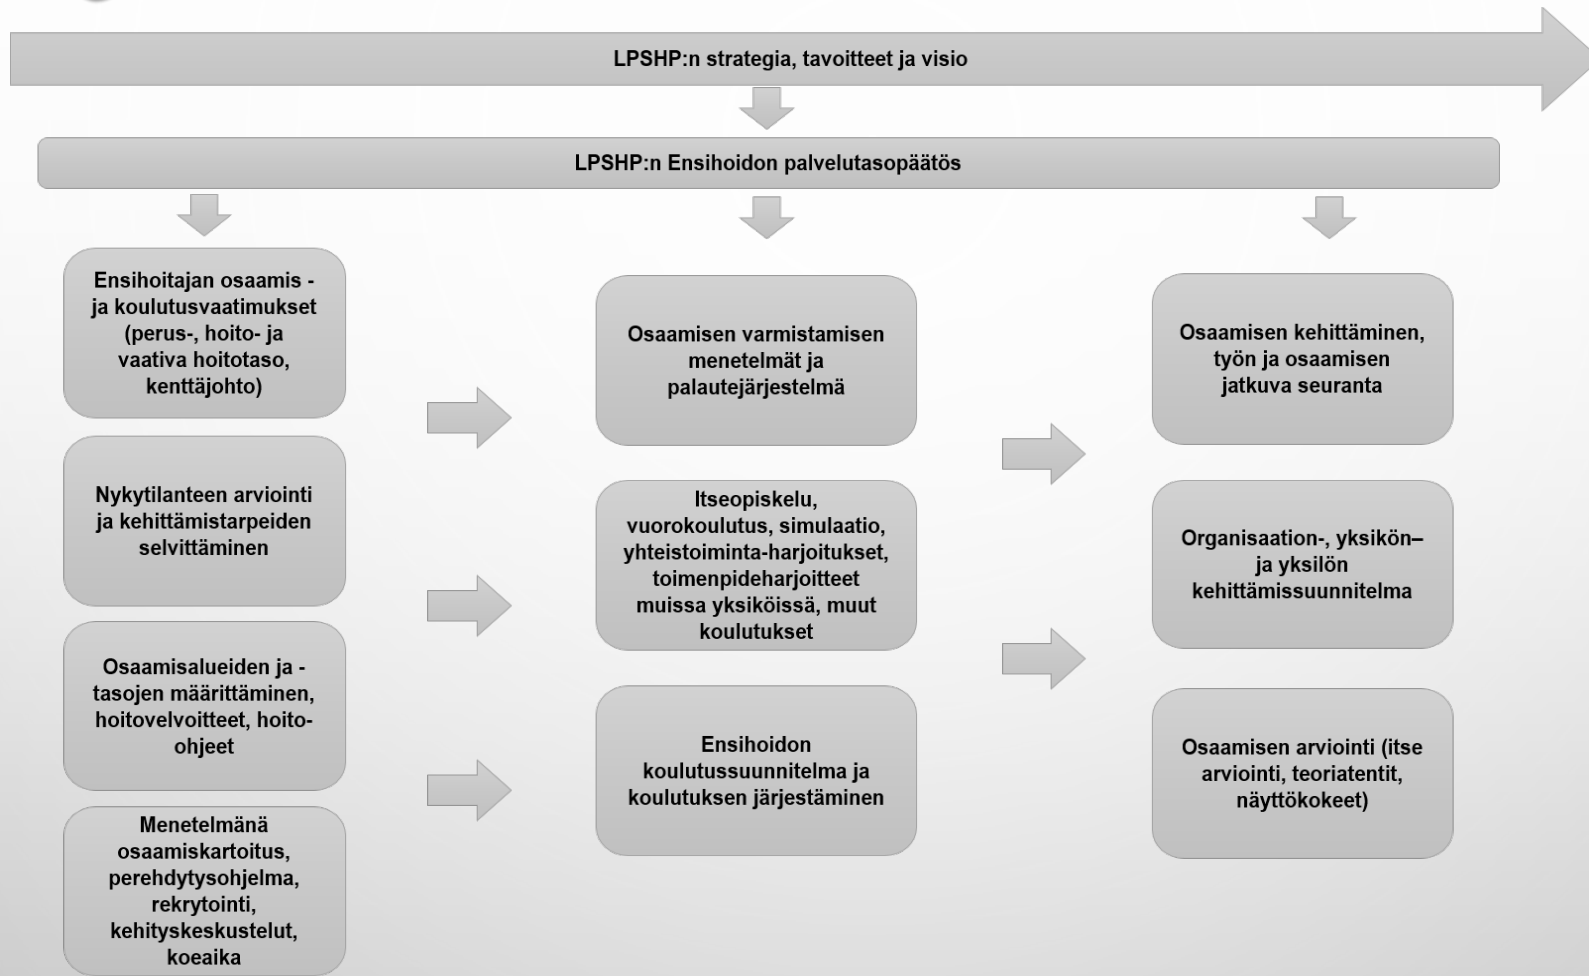 LPSHP:n strategia, tavoitteet ja visio
LPSHP:n Ensihoidon palvelutasopäätös
Ensihoitajan osaamis -
ja koulutusvaatimukset
(perus-, hoito- ja
vaativa hoitotaso,
kenttäjohto)
Nykytilanteen arviointi
ja kehittämistarpeiden
selvittäminen
Osaamisalueiden ja -
tasojen määrittäminen,
hoitovelvoitteet, hoito-
ohjeet
Menetelmänä
osaamiskartoitus,
perehdytysohjelma,
rekrytointi,
kehityskeskustelut,
koeaika
Osaamisen varmistamisen
menetelmät ja
palautejärjestelmä
Itseopiskelu,
vuorokoulutus, simulaatio,
yhteistoiminta-harjoitukset,
toimenpideharjoitteet
muissa yksiköissä, muut
koulutukset
Ensihoidon
koulutussuunnitelma ja
koulutuksen järjestäminen
Osaamisen kehittäminen,
työn ja osaamisen
jatkuva seuranta
Organisaation-, yksikön–
ja yksilön
kehittämissuunnitelma
Osaamisen arviointi (itse
arviointi, teoriatentit,
näyttökokeet)